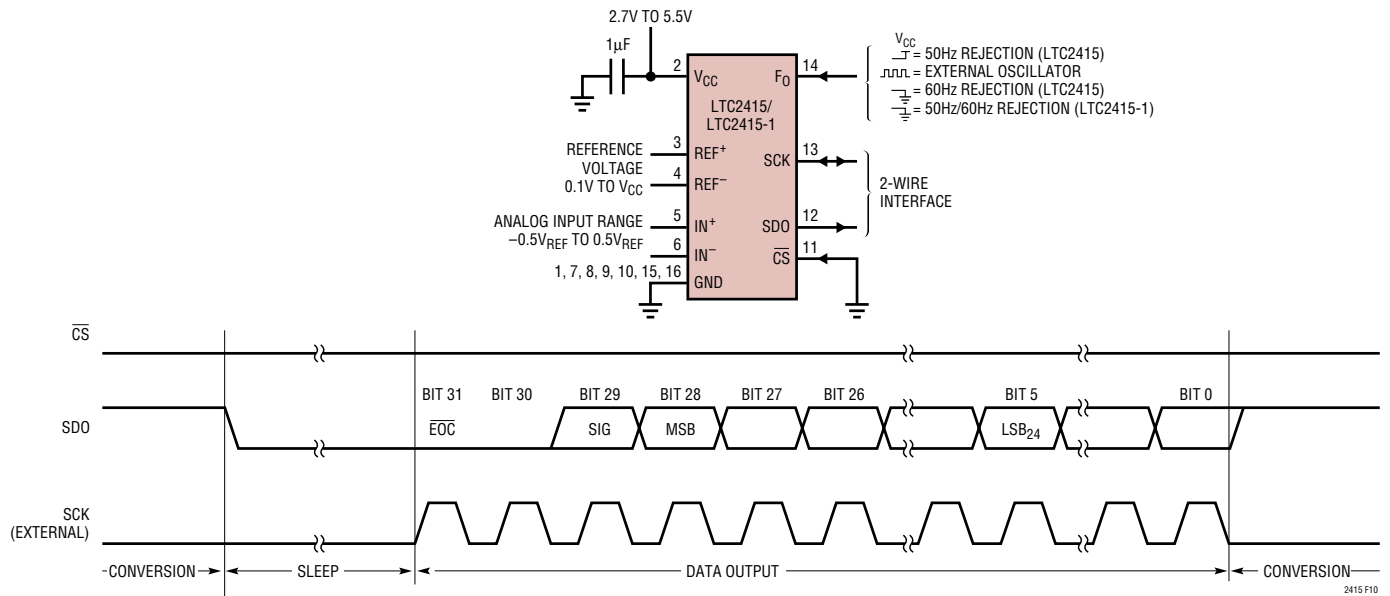 2.7V TO 5.5V
1µF
2
VCC
LTC2415/
LTC2415-1
FO
14
VCC
= 50Hz REJECTION (LTC2415)
= EXTERNAL OSCILLATOR
= 60Hz REJECTION (LTC2415)
= 50Hz/60Hz REJECTION (LTC2415-1)
REFERENCE
VOLTAGE
0.1V TO VCC
3
REF+
4
REF–
SCK
13
2-WIRE
INTERFACE
ANALOG INPUT RANGE
–0.5VREF TO 0.5VREF
5
IN+
6
IN–
SDO
12
CS
11
1, 7, 8, 9, 10, 15, 16
GND
CS
BIT 31
BIT 30
BIT 29
BIT 28
BIT 27
BIT 26
BIT 5
BIT 0
SDO
EOC
SIG
MSB
LSB24
SCK
(EXTERNAL)
CONVERSION
SLEEP
DATA OUTPUT
CONVERSION
2415 F10